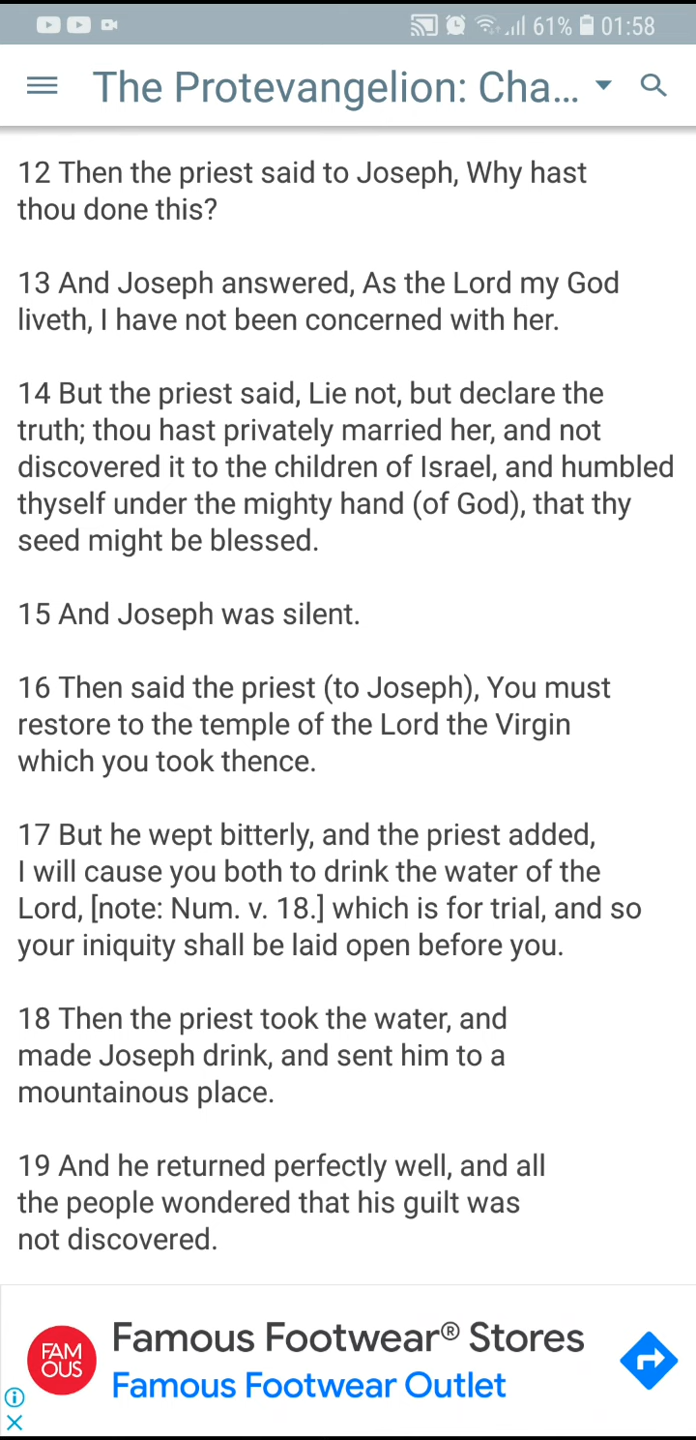 61% 01:58
The Protevangelion: Cha...
12 Then the priest said to Joseph, Why hast
thou done this?
13 And Joseph answered, As the Lord my God
liveth, I have not been concerned with her.
14 But the priest said, Lie not, but declare the
truth; thou hast privately married her, and not
discovered it to the children of Israel, and humbled
thyself under the mighty hand (of God), that thy
seed might be blessed.
15 And Joseph was silent.
16 Then said the priest (to Joseph), You must
restore to the temple of the Lord the Virgin
which you took thence.
17 But he wept bitterly, and the priest added,
I will cause you both to drink the water of the
Lord, [note: Num. v. 18.] which is for trial, and so
your iniquity shall be laid open before you.
18 Then the priest took the water, and
made Joseph drink, and sent him to a
mountainous place.
19 And he returned perfectly well, and all
the people wondered that his guilt was
not discovered.
FAM
OUS
Famous Footwear® Stores
Famous Footwear Outlet